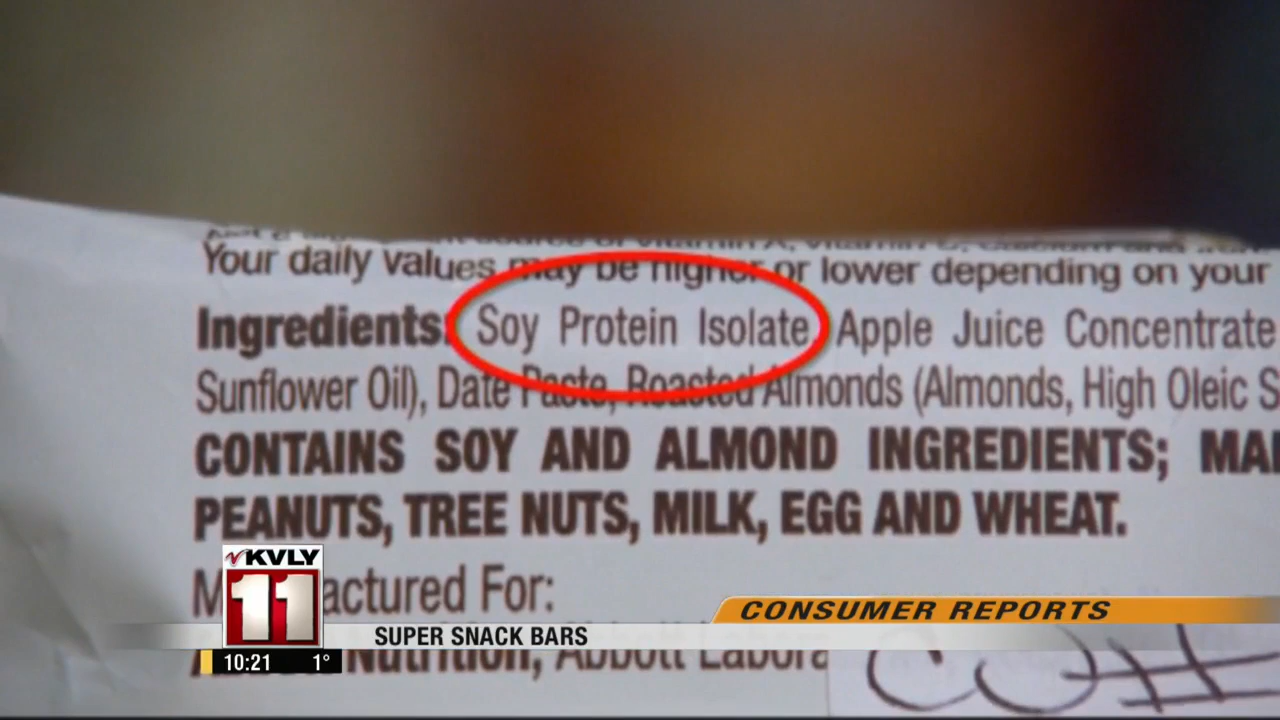 Your daily values may be higher or lower depending on your
Ingredients: Soy Protein Isolate, Apple Juice Concentrate
Sunflower Oil), Date Paste, Roasted Almonds (Almonds, High Oleic S
CONTAINS SOY AND ALMOND INGREDIENTS; MA
PEANUTS, TREE NUTS, MILK, EGG AND WHEAT.
M actured For:
Nutrition, Abbott Labora
KVLY
11
CONSUMER REPORTS
SUPER SNACK BARS
10:21 1°